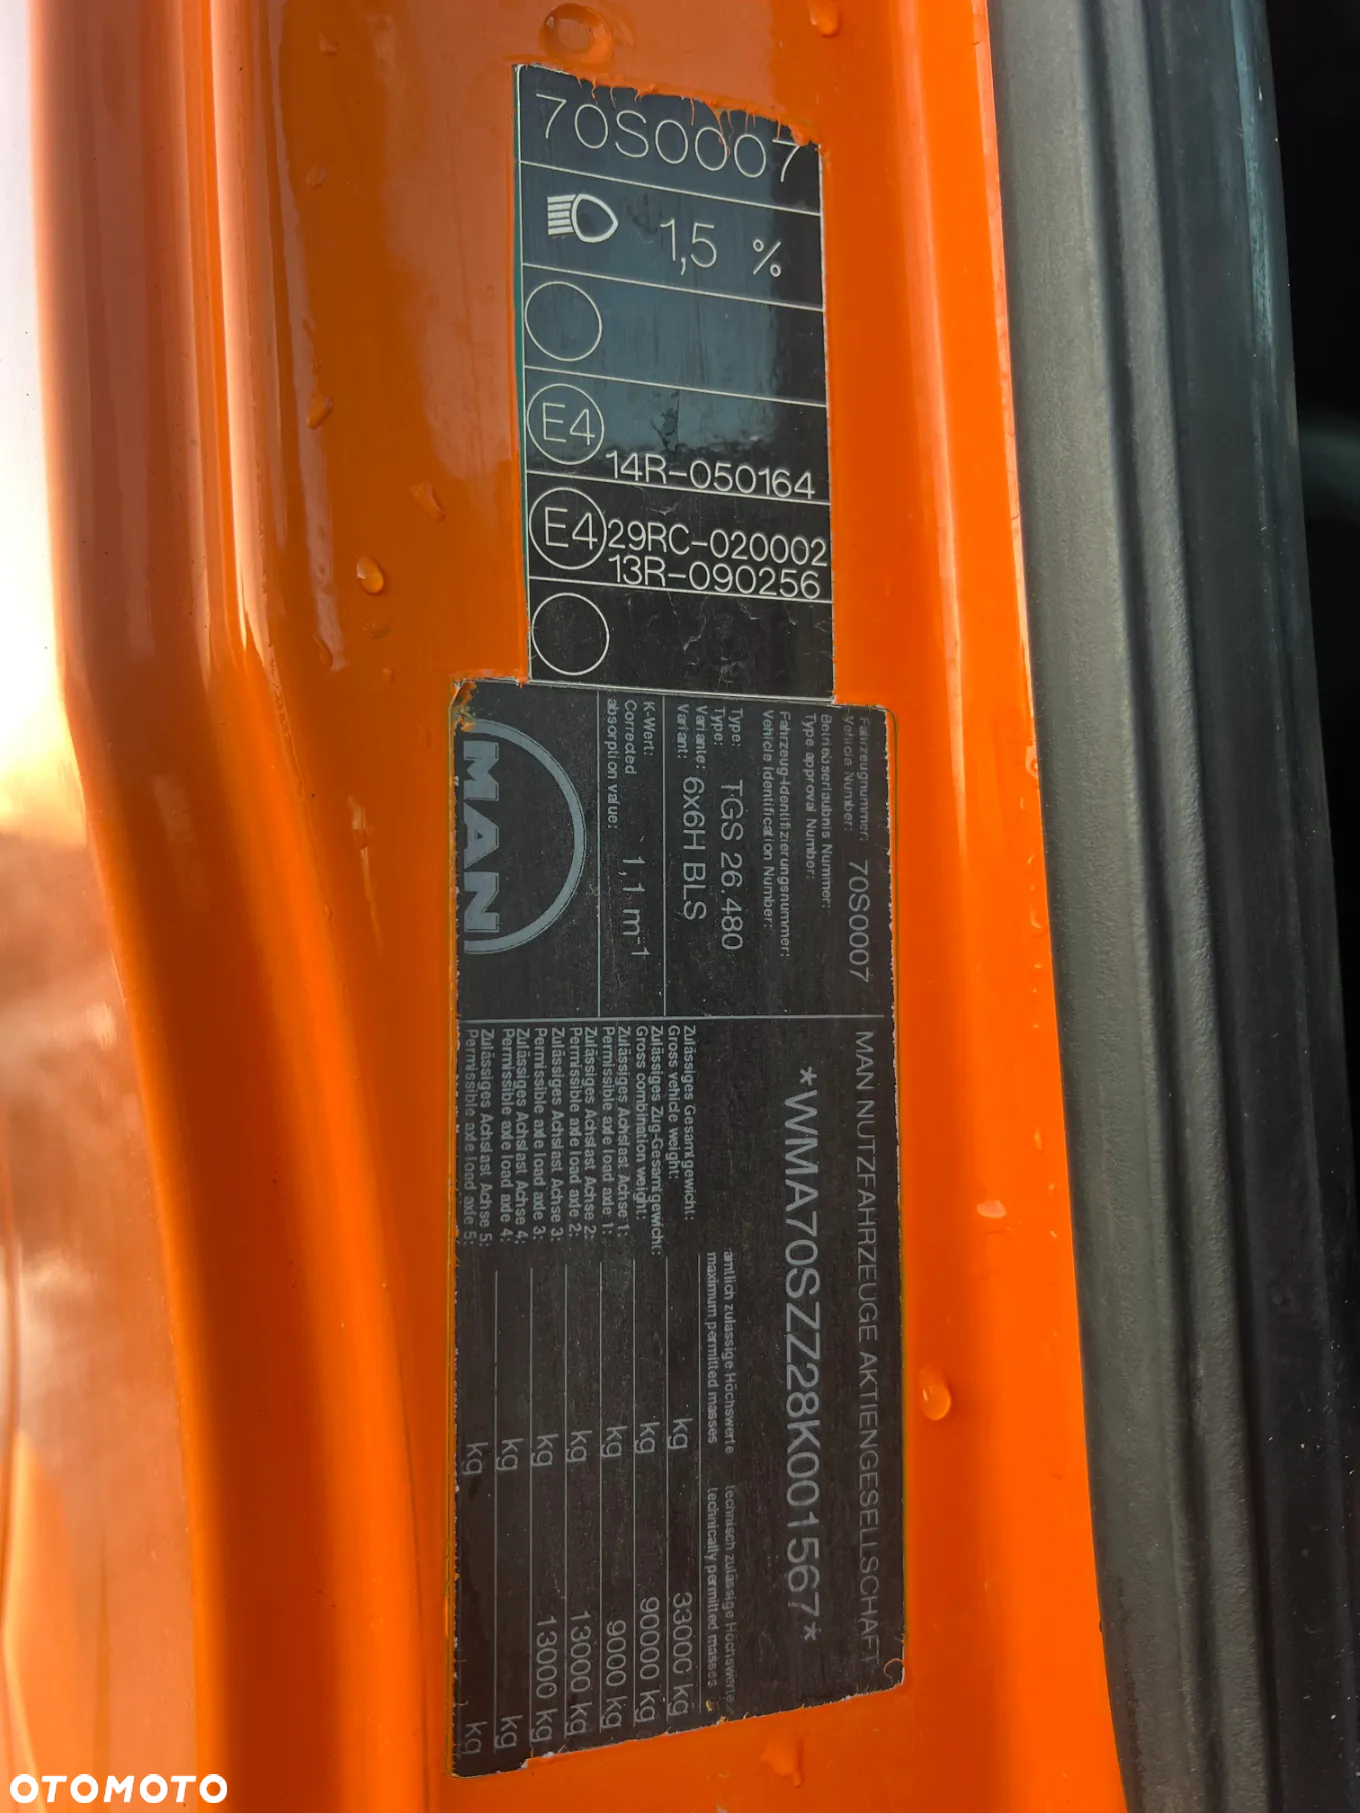 70S0007
1,5 %
E4
14R-050164
E4
29RC-020002
13R-090256
Fahrzeugnummer:
Vehicle Number: 70S0007
MAN NUTZFAHRZEUGE AKTIENGESELLSCHAFT
Betriebserlaubnis Nummer:
Type approval Number:
Fahrzeug-Identifizierungsnummer:
Vehicle Identification Number:
*WMA70SZZ28K001567*
Type:
Type: TGS 26.480
Variante:
Variant: 6x6H BLS
K-Wert:
Corrected
absorption value: 1,1 m-1
MAN
amtlich zulässige Höchswerte
maximum permitted masses
technisch zulässige Höchswerte
technically permitted masses
Zulässiges Gesamtgewicht:
Gross vehicle weight: kg 33000 kg
Zulässiges Zug-Gesamtgewicht:
Gross combination weight: kg 90000 kg
Zulässiges Achslast Achse 1:
Permissible axle load axle 1: kg 9000 kg
Zulässiges Achslast Achse 2:
Permissible axle load axle 2: kg 13000 kg
Zulässiges Achslast Achse 3:
Permissible axle load axle 3: kg 13000 kg
Zulässiges Achslast Achse 4:
Permissible axle load axle 4: kg kg
Zulässiges Achslast Achse 5:
Permissible axle load axle 5: kg kg
OTOMOTO